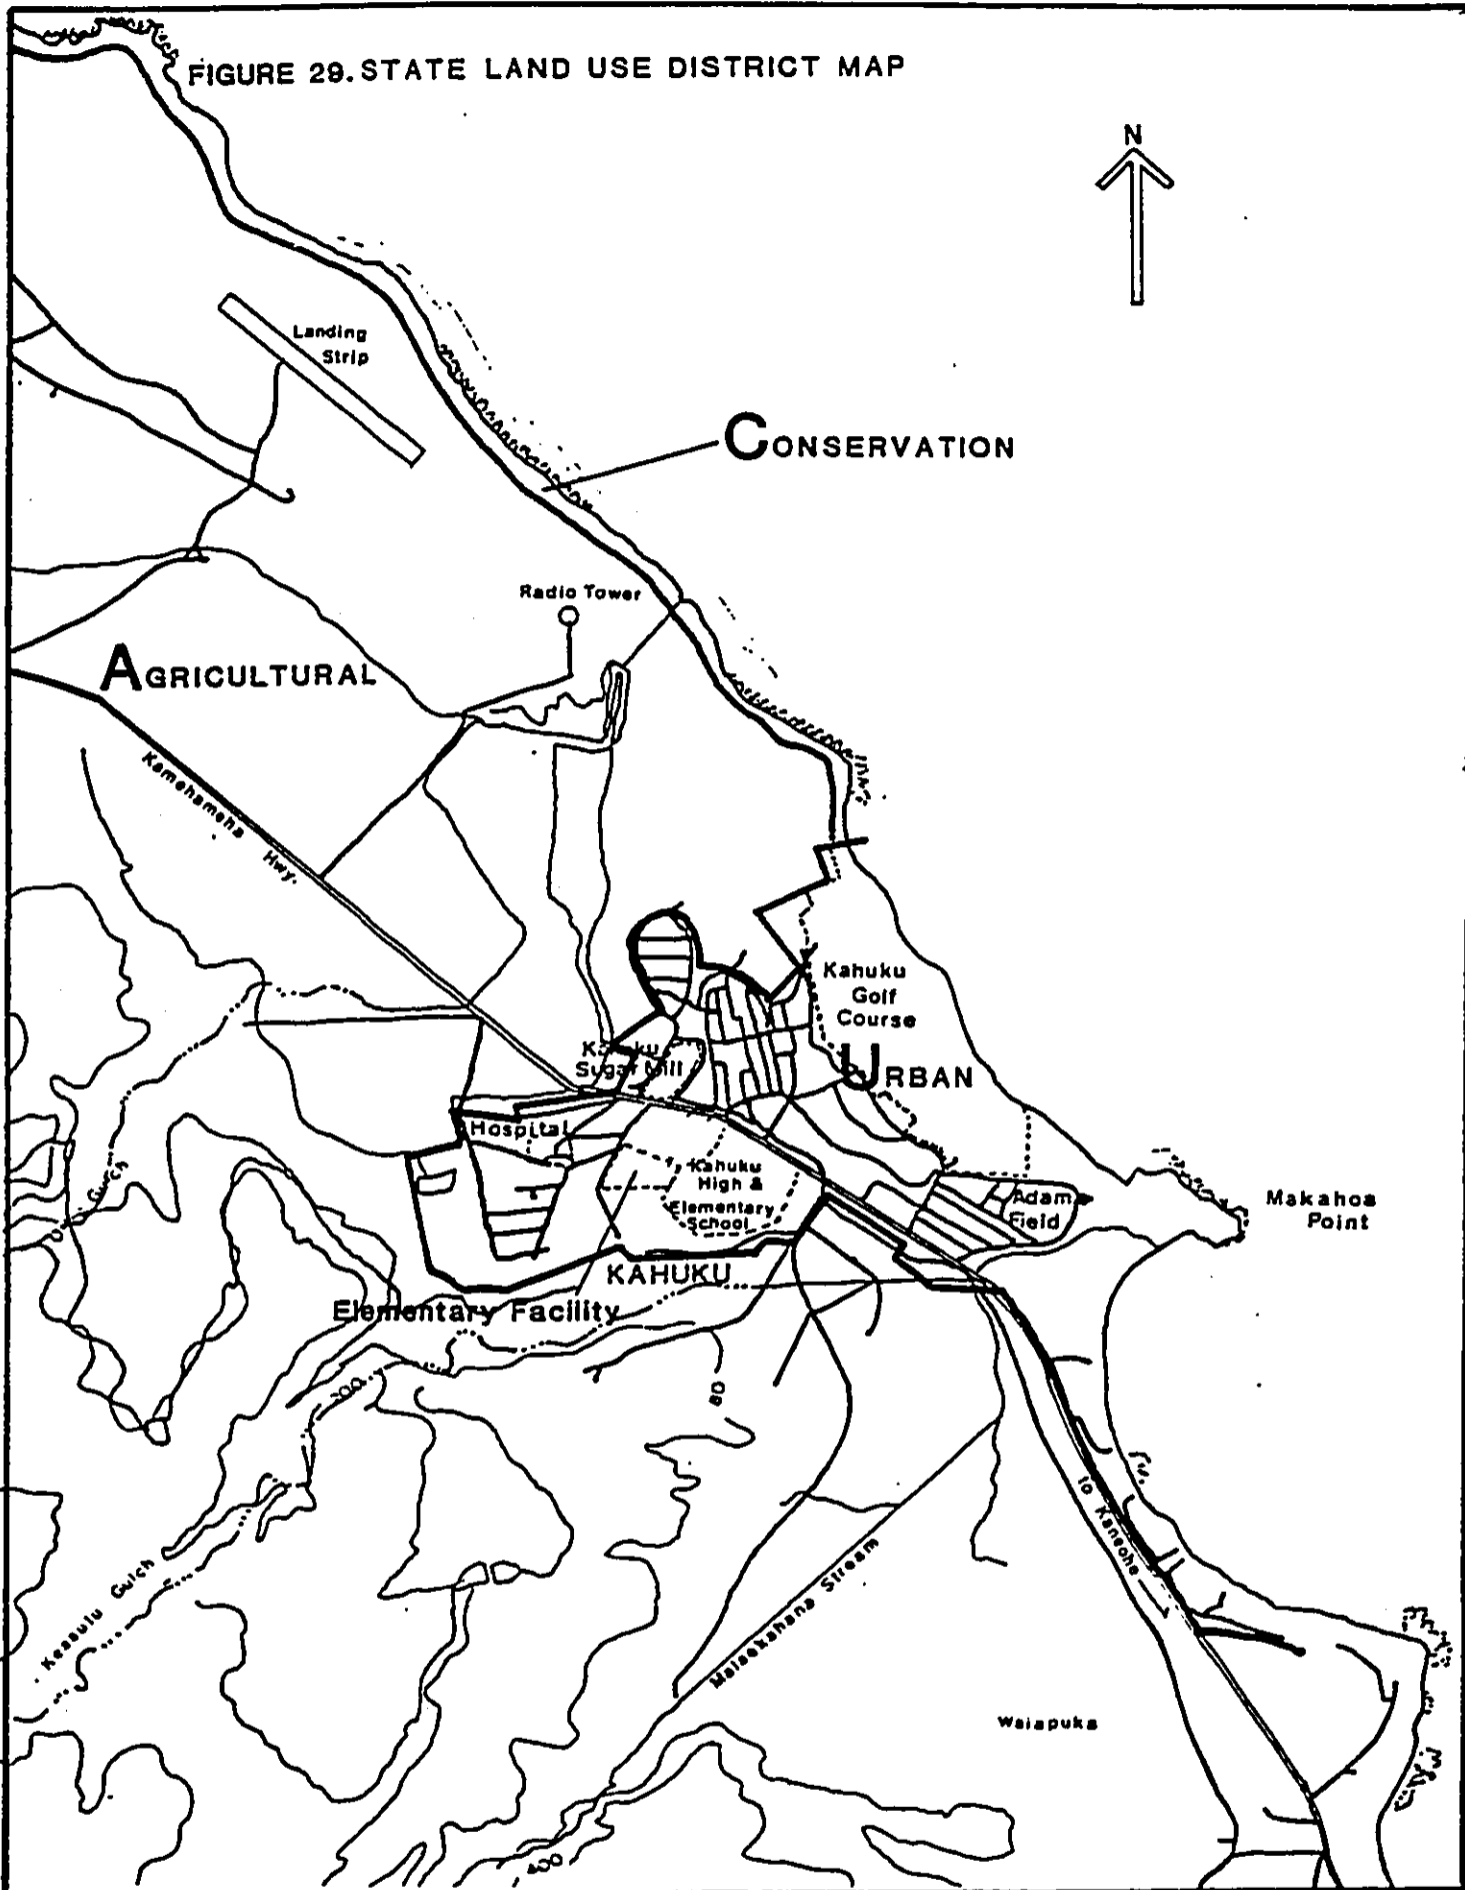 FIGURE 29. STATE LAND USE DISTRICT MAP
N
Landing
Strip
CONSERVATION
Radio Tower
AGRICULTURAL
Kamehameha Hwy.
Kahuku
Golf
Course
Sugar Mill
URBAN
Hospital
Gulch
Kahuku
High &
Elementary
School
Adam
Field
Makahoa
Point
KAHUKU
Elementary Facility
200
80
to Kaneohe
Keaaulu Gulch
Malaekahana Stream
Waiapuka
400